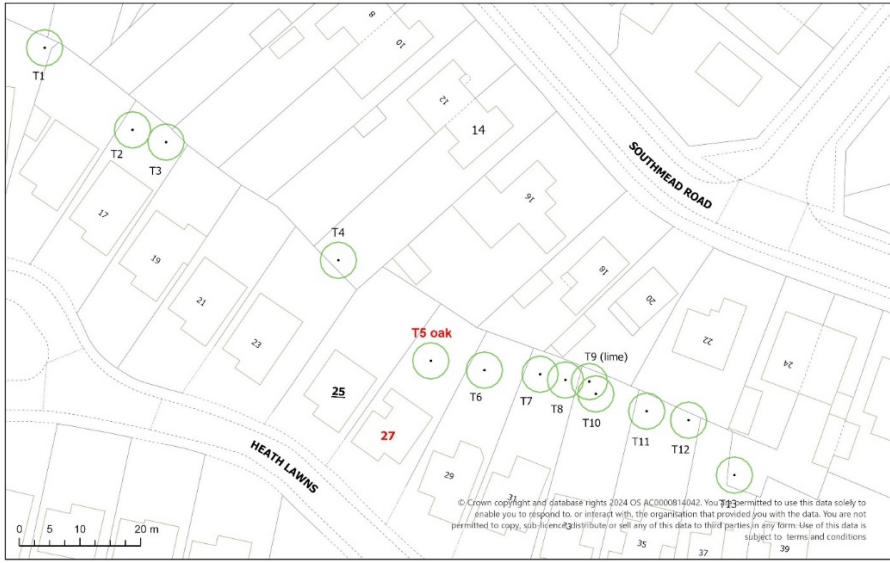 8
10
T1
12
14
T2
T3
SOUTHMEAD ROAD
17
16
T4
19
18
21
20
T5 oak
22
23
T9 (lime)
24
T6
T7
T8
25
T10
27
T11
T12
HEATH LAWNS
29
31
T13
© Crown copyright and database rights 2024 OS AC0000814042. You are permitted to use this data solely to
enable you to respond to, or interact with, the organisation that provided you with the data. You are not
permitted to copy, sub-licence, distribute or sell any of this data to third parties in any form. Use of this data is
subject to terms and conditions
33
35
37
39
0 5 10 20 m